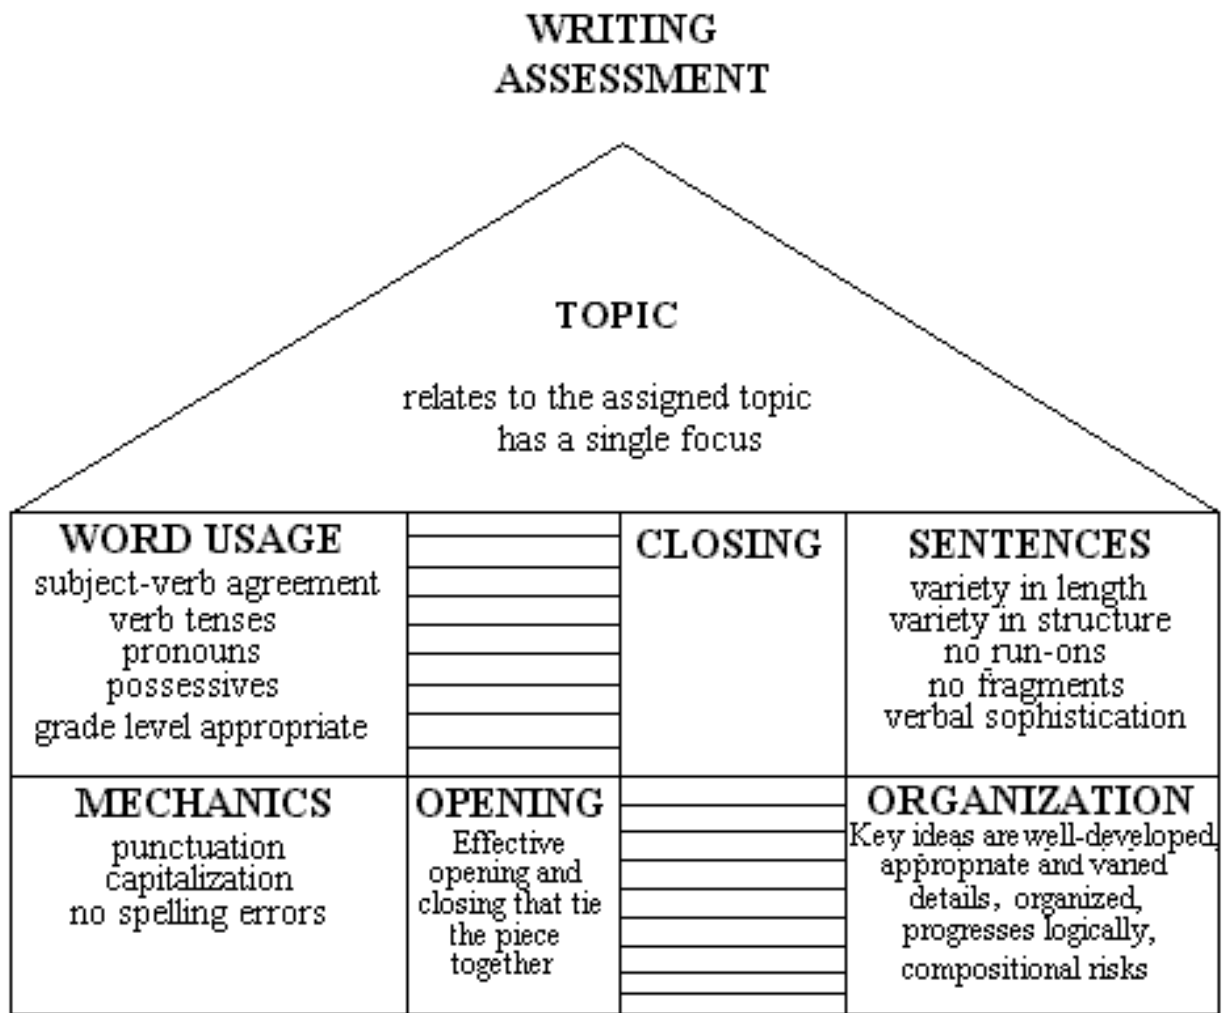 WRITING
ASSESSMENT
TOPIC
relates to the assigned topic
has a single focus
WORD USAGE
subject-verb agreement
verb tenses
pronouns
possessives
grade level appropriate
CLOSING
SENTENCES
variety in length
variety in structure
no run-ons
no fragments
verbal sophistication
MECHANICS
punctuation
capitalization
no spelling errors
OPENING
Effective
opening and
closing that tie
the piece
together
ORGANIZATION
Key ideas are well-developed,
appropriate and varied
details, organized,
progresses logically,
compositional risks